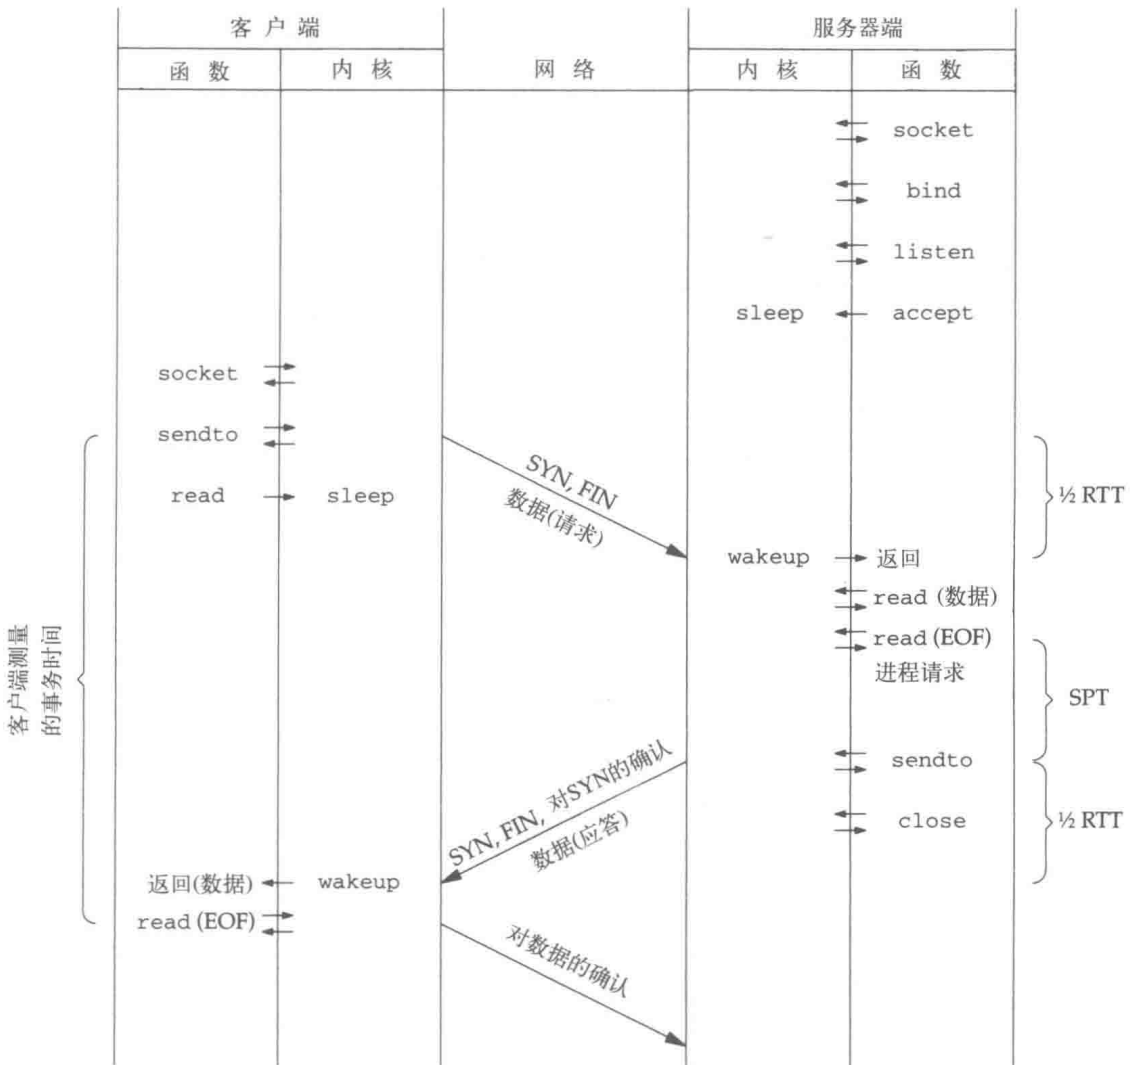 客 户 端
服务器端
函 数
内 核
网 络
内 核
函 数
socket
bind
listen
sleep
accept
socket
sendto
read
sleep
SYN, FIN
数据(请求)
½ RTT
wakeup
返回
read (数据)
read (EOF)
进程请求
SPT
客户端测量
的事务时间
sendto
SYN, FIN, 对SYN的确认
数据(应答)
close
½ RTT
返回(数据)
wakeup
read (EOF)
对数据的确认